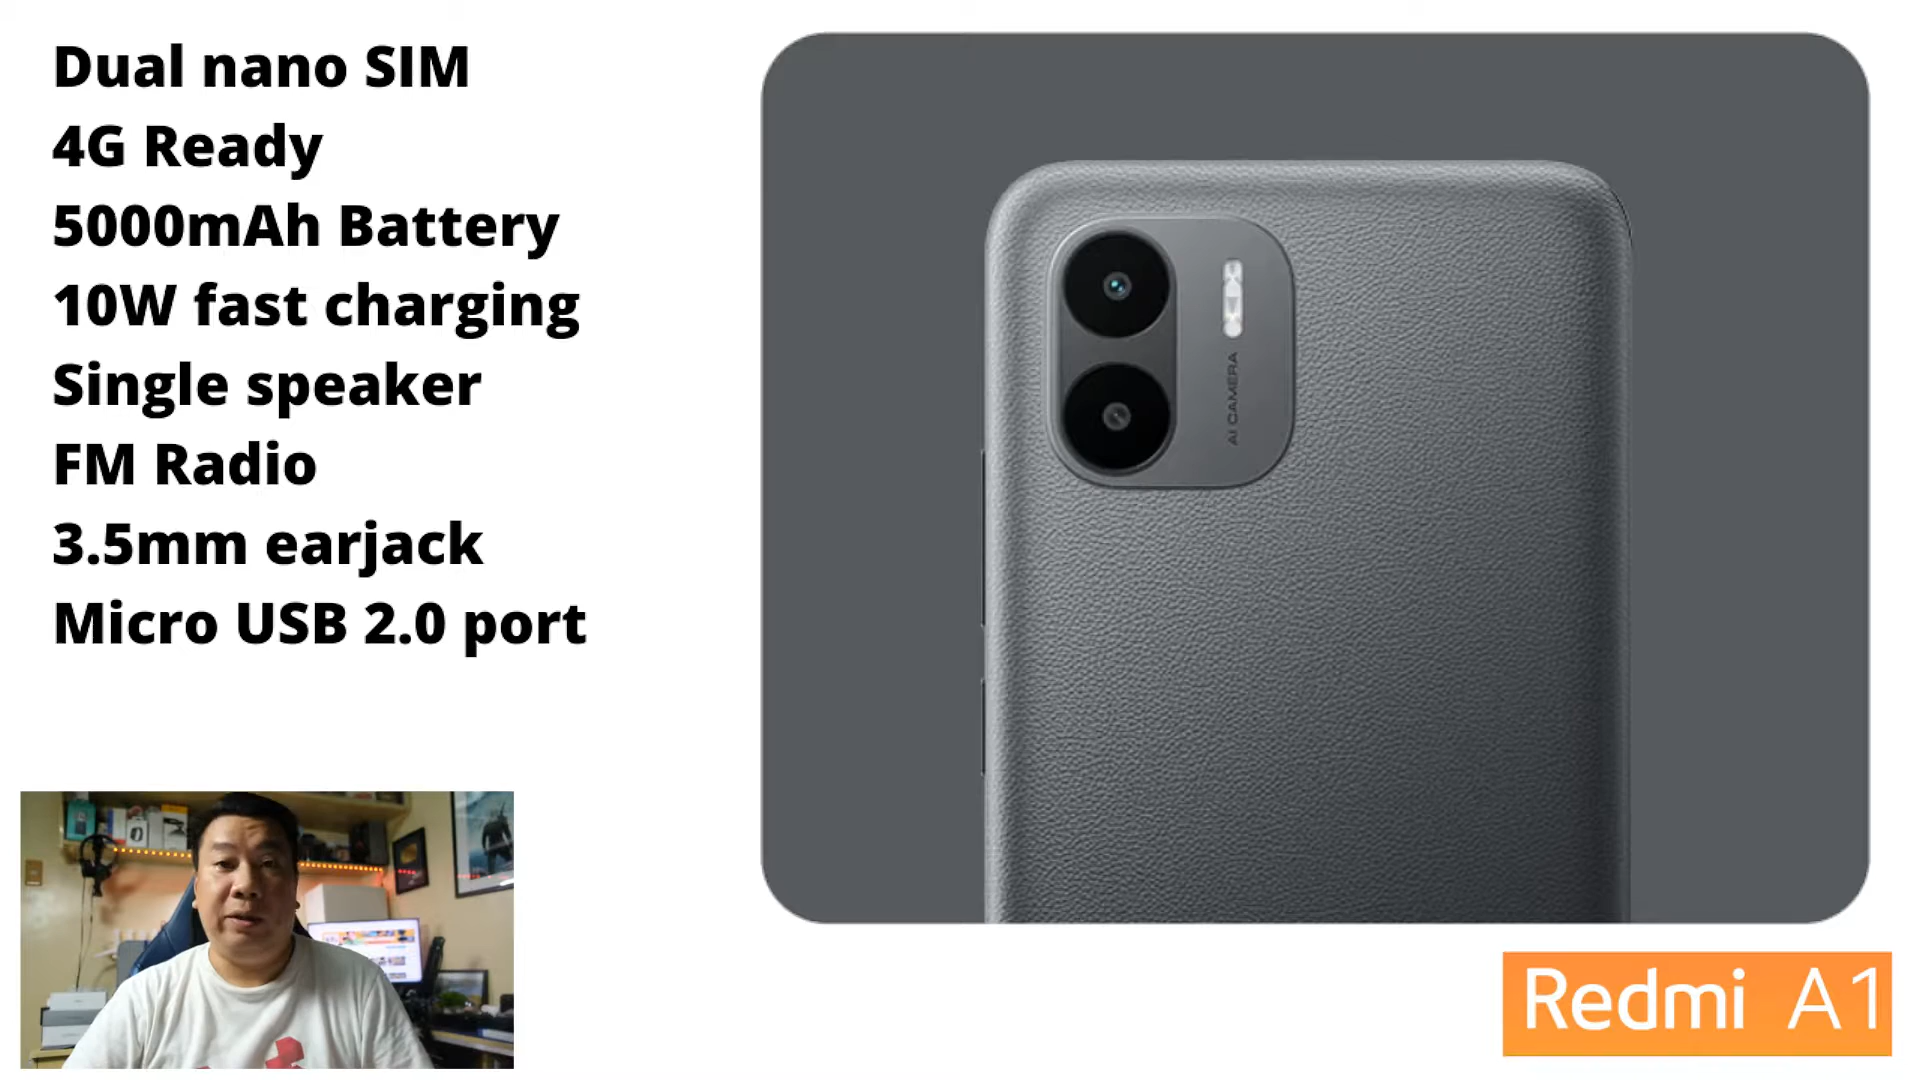 Dual nano SIM
4G Ready
5000mAh Battery
10W fast charging
Single speaker
FM Radio
3.5mm earjack
Micro USB 2.0 port
AI CAMERA
Redmi A1